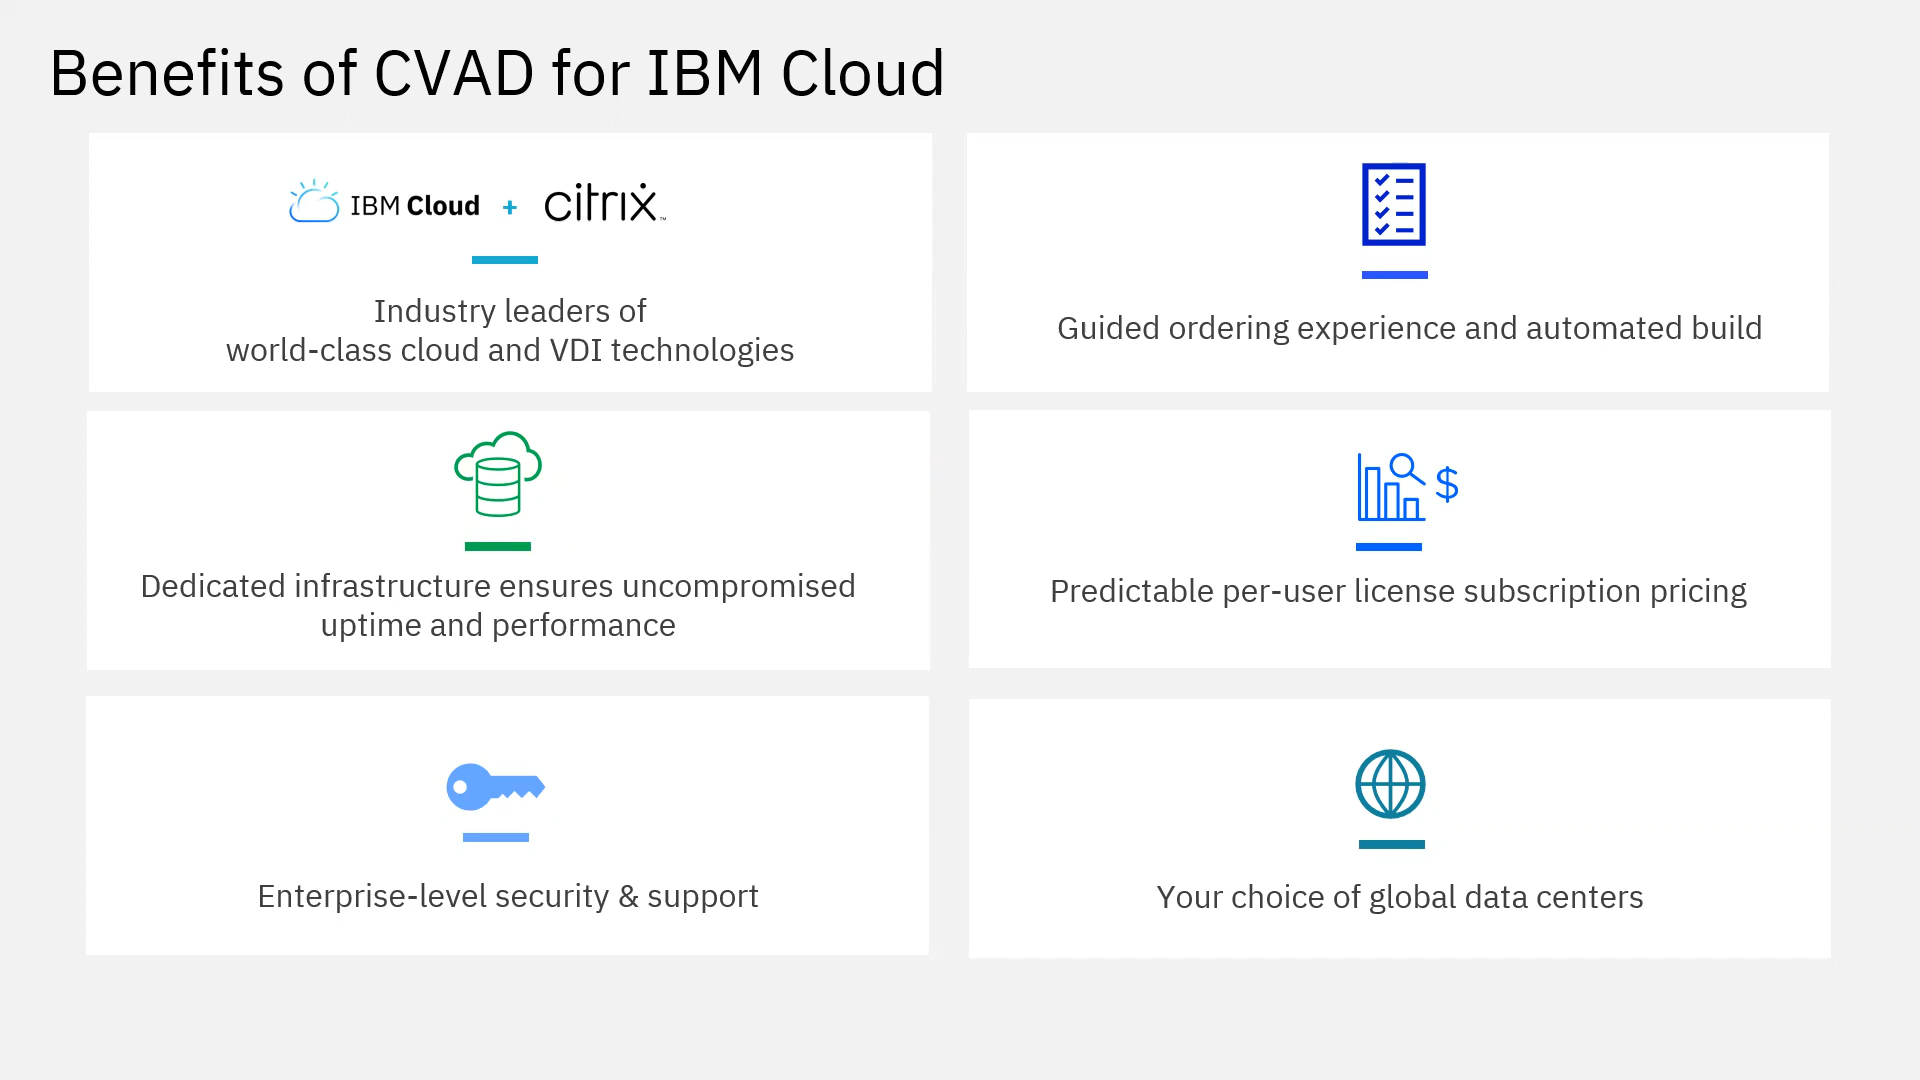 Benefits of CVAD for IBM Cloud
IBM Cloud + citrix™
Industry leaders of
world-class cloud and VDI technologies
Guided ordering experience and automated build
Dedicated infrastructure ensures uncompromised
uptime and performance
$
Predictable per-user license subscription pricing
Enterprise-level security & support
Your choice of global data centers